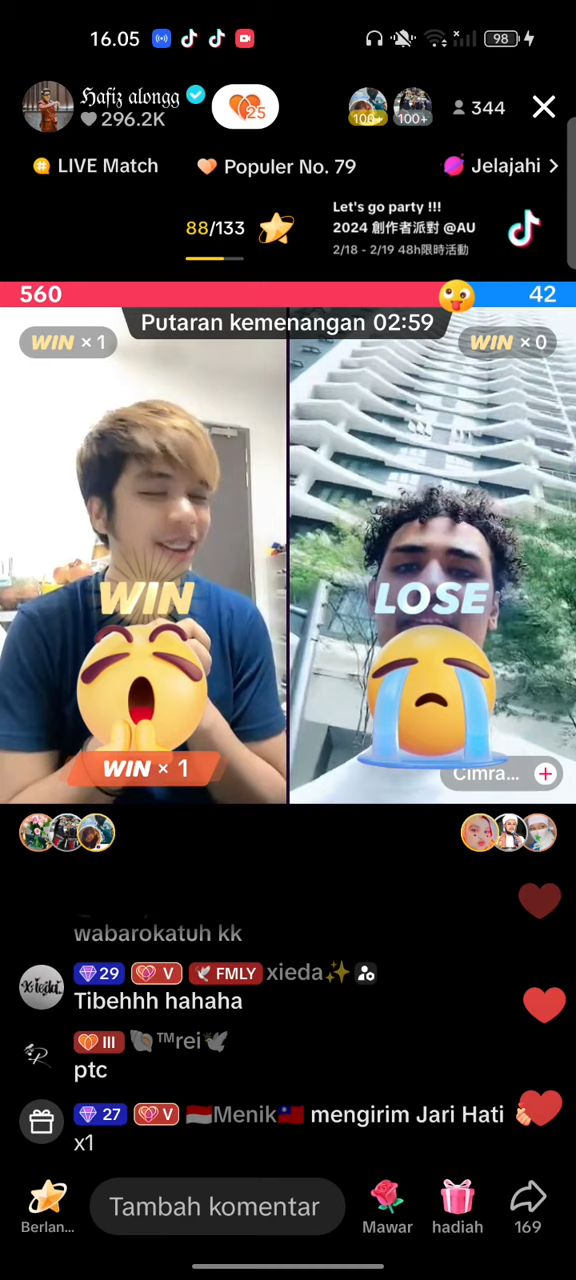 16.05
98
ℌ𝔞𝔣𝔦𝔷 𝔞𝔩𝔬𝔫𝔤𝔤
296.2K
25
100+
100+
344
LIVE Match
Populer No. 79
Jelajahi >
88/133
Let's go party !!!
2024 創作者派對 @AU
2/18 - 2/19 48h限時活動
560
42
Putaran kemenangan 02:59
WIN × 1
WIN × 0
WIN
LOSE
WIN × 1
Cimra...
wabarokatuh kk
29 V FMLY xieda✨
Tibehhh hahaha
III 🐚™rei🕊
ptc
27 V 🇮🇩Menik🇹🇼 mengirim Jari Hati
x1
Berlan...
Tambah komentar
Mawar
hadiah
169